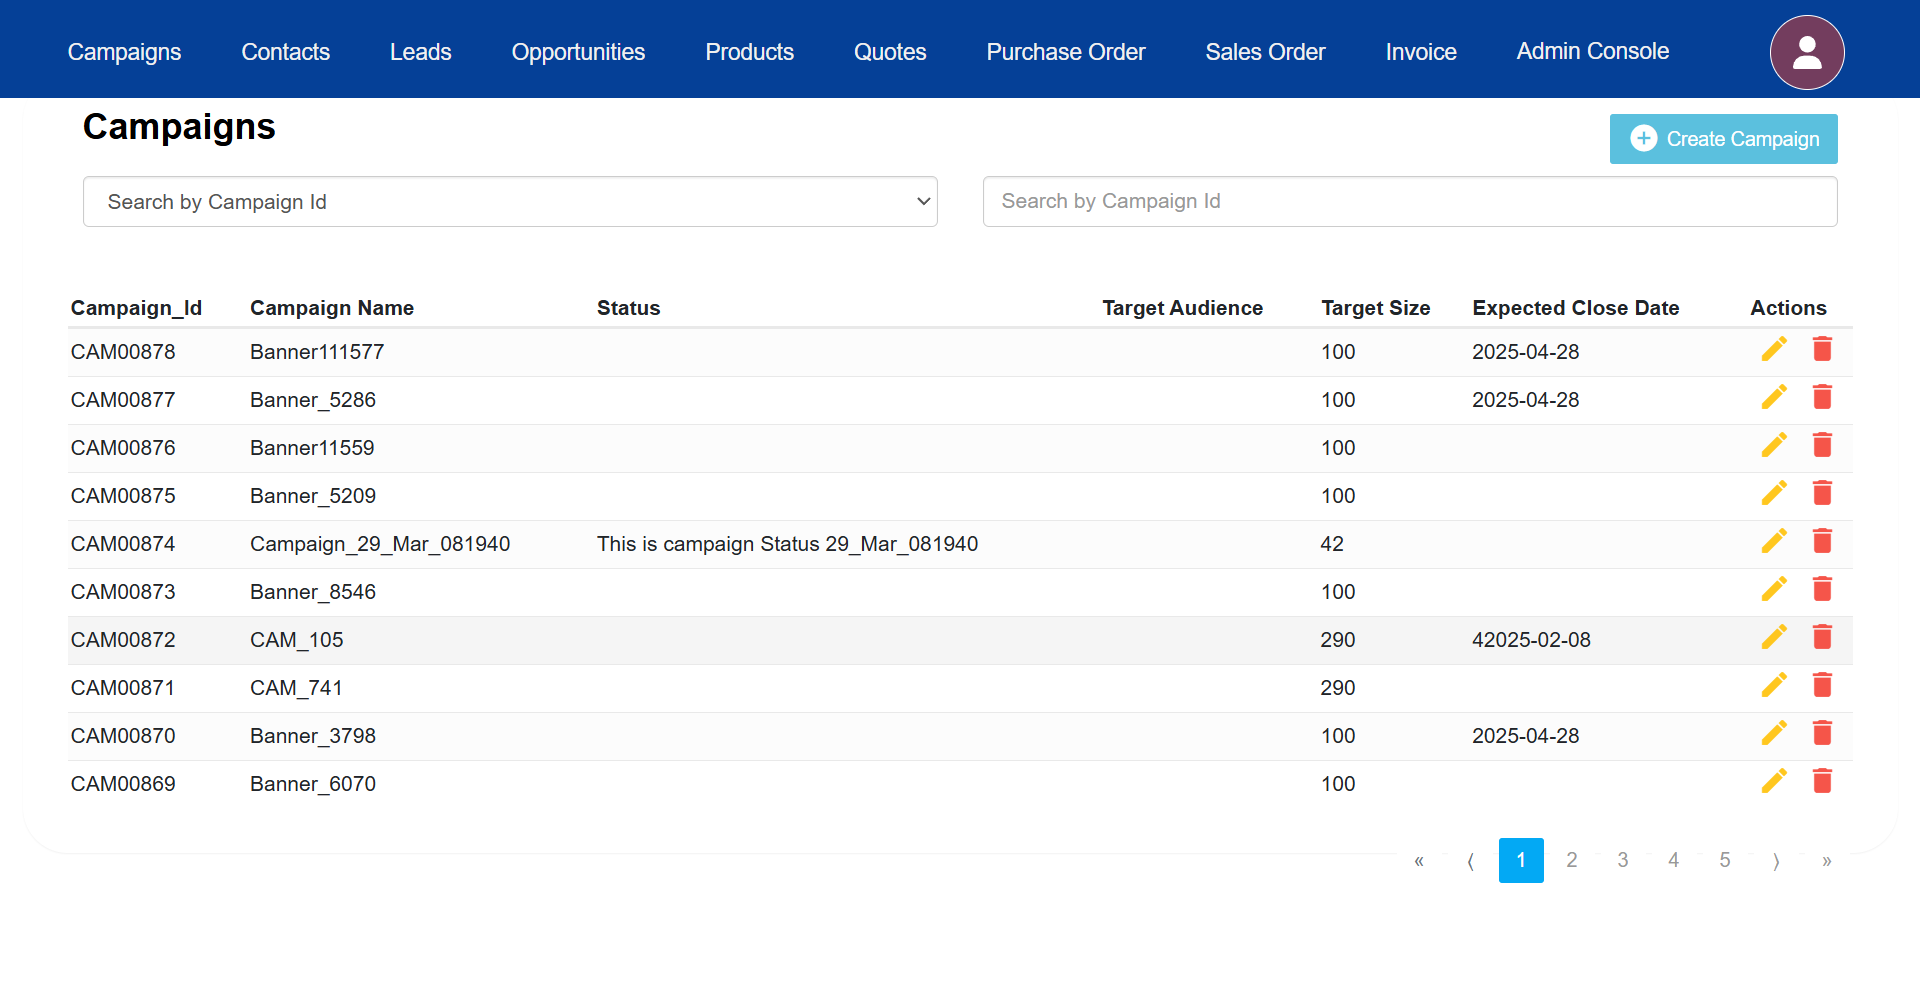 Campaigns Contacts Leads Opportunities Products Quotes Purchase Order Sales Order Invoice Admin Console
Campaigns
Create Campaign
Search by Campaign Id
Search by Campaign Id
Campaign_Id Campaign Name Status Target Audience Target Size Expected Close Date Actions
CAM00878 Banner111577 100 2025-04-28
CAM00877 Banner_5286 100 2025-04-28
CAM00876 Banner11559 100
CAM00875 Banner_5209 100
CAM00874 Campaign_29_Mar_081940 This is campaign Status 29_Mar_081940 42
CAM00873 Banner_8546 100
CAM00872 CAM_105 290 42025-02-08
CAM00871 CAM_741 290
CAM00870 Banner_3798 100 2025-04-28
CAM00869 Banner_6070 100
« ⟨ 1 2 3 4 5 ⟩ »